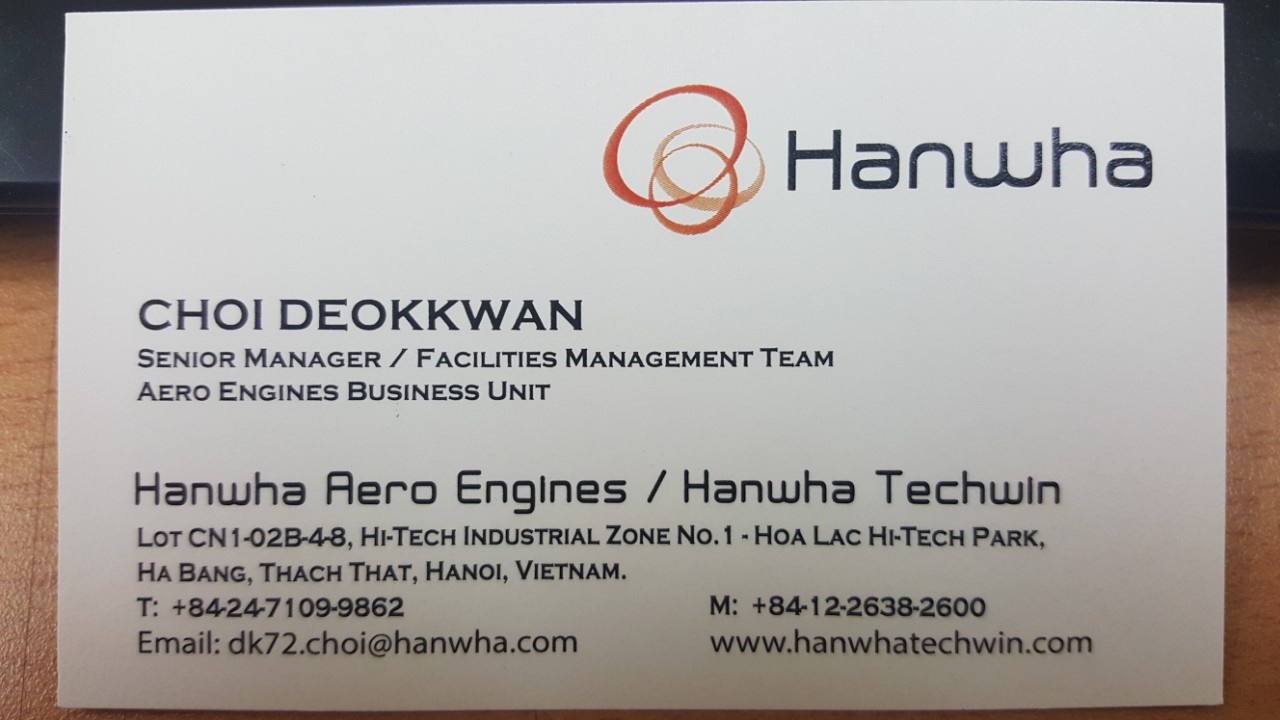 Hanwha
CHOI DEOKKWAN
SENIOR MANAGER / FACILITIES MANAGEMENT TEAM
AERO ENGINES BUSINESS UNIT
Hanwha Aero Engines / Hanwha Techwin
LOT CN1-02B-4-8, HI-TECH INDUSTRIAL ZONE NO.1 - HOA LAC HI-TECH PARK,
HA BANG, THACH THAT, HANOI, VIETNAM.
T: +84-24-7109-9862 M: +84-12-2638-2600
Email: dk72.choi@hanwha.com www.hanwhatechwin.com